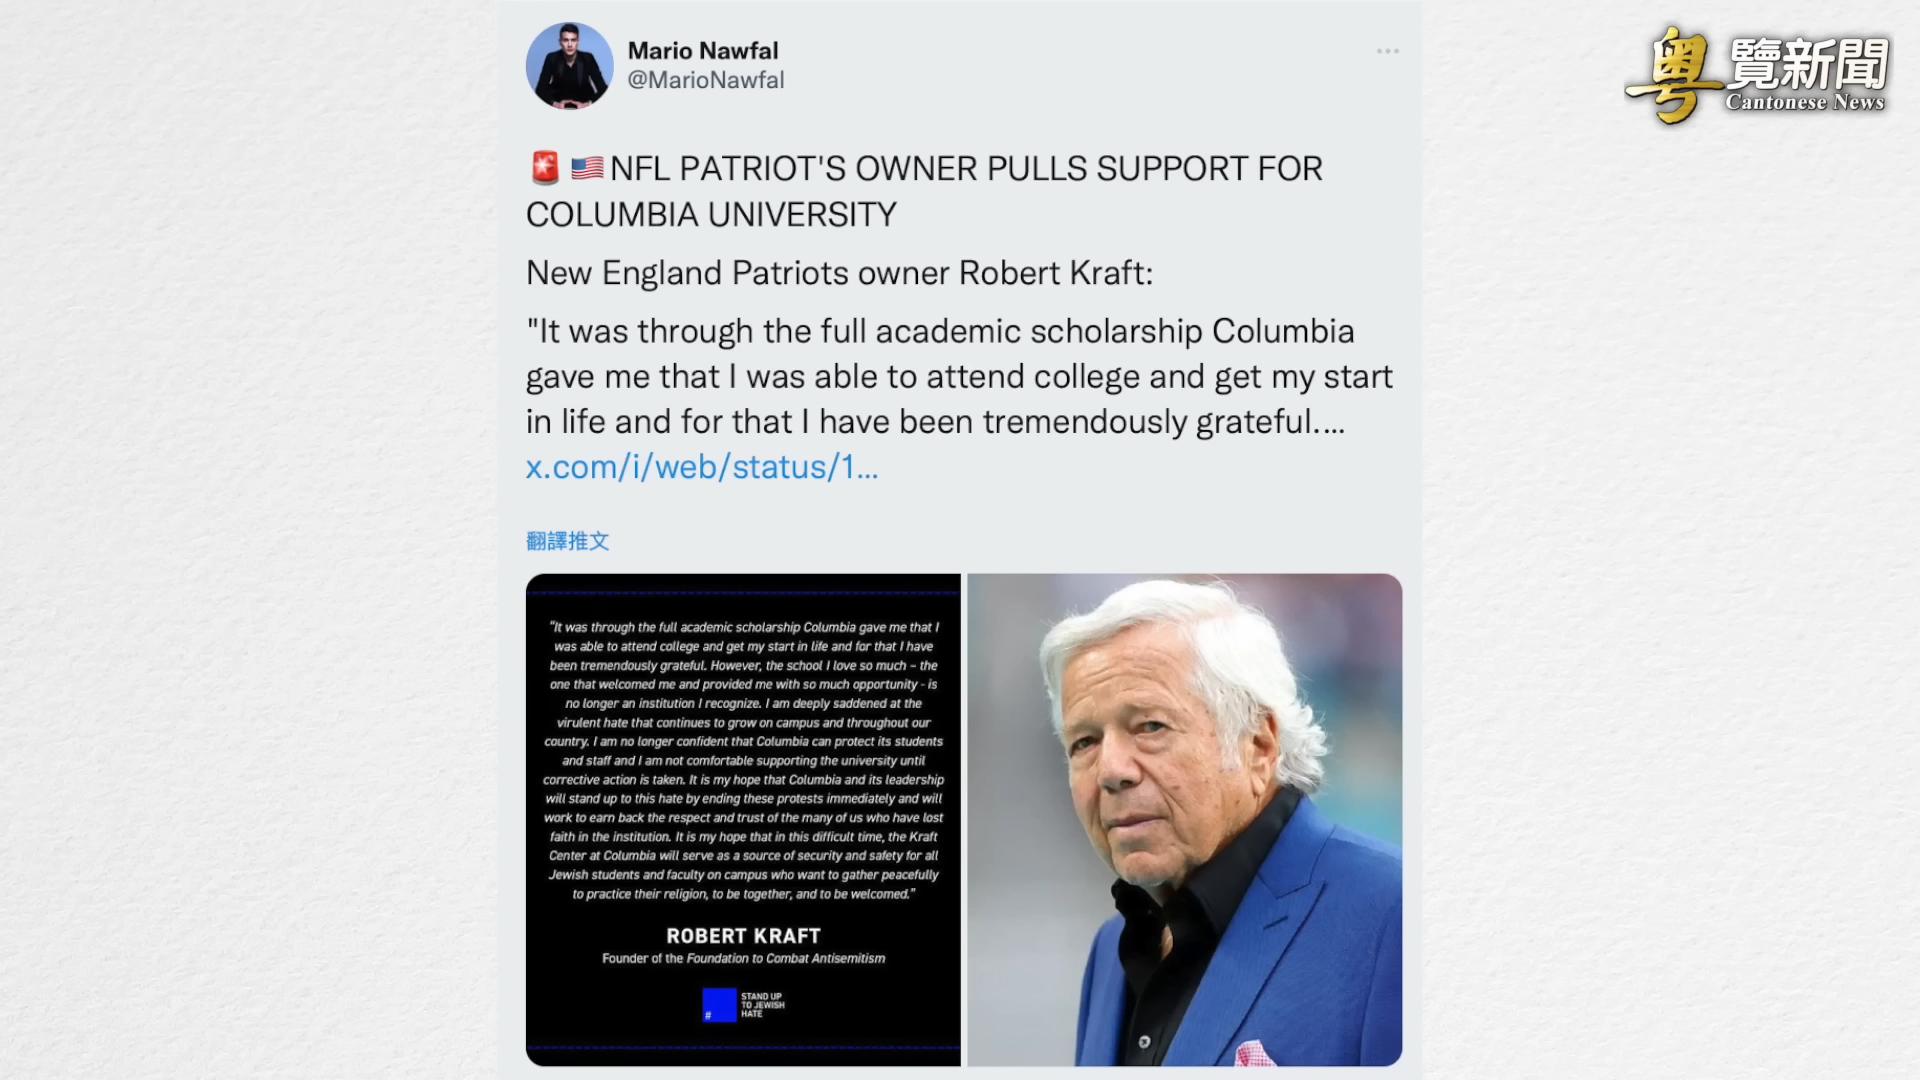 Mario Nawfal
@MarioNawfal
粵覽新聞
Cantonese News
NFL PATRIOT'S OWNER PULLS SUPPORT FOR
COLUMBIA UNIVERSITY
New England Patriots owner Robert Kraft:
"It was through the full academic scholarship Columbia
gave me that I was able to attend college and get my start
in life and for that I have been tremendously grateful....
x.com/i/web/status/1...
翻譯推文
"It was through the full academic scholarship Columbia gave me that I
was able to attend college and get my start in life and for that I have
been tremendously grateful. However, the school I love so much – the
one that welcomed me and provided me with so much opportunity - is
no longer an institution I recognize. I am deeply saddened at the
virulent hate that continues to grow on campus and throughout our
country. I am no longer confident that Columbia can protect its students
and staff and I am not comfortable supporting the university until
corrective action is taken. It is my hope that Columbia and its leadership
will stand up to this hate by ending these protests immediately and will
work to earn back the respect and trust of the many of us who have lost
faith in the institution. It is my hope that in this difficult time, the Kraft
Center at Columbia will serve as a source of security and safety for all
Jewish students and faculty on campus who want to gather peacefully
to practice their religion, to be together, and to be welcomed."
ROBERT KRAFT
Founder of the Foundation to Combat Antisemitism
#
STAND UP
TO JEWISH
HATE